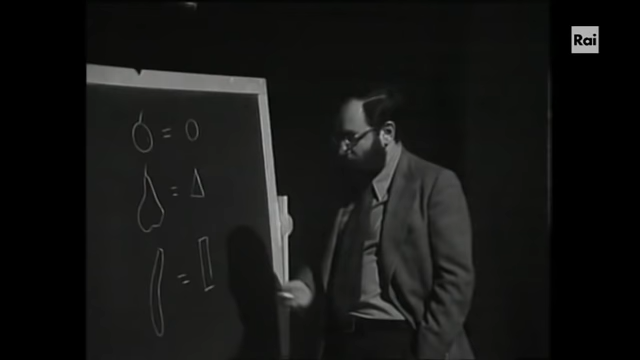 Rai
=
=
=